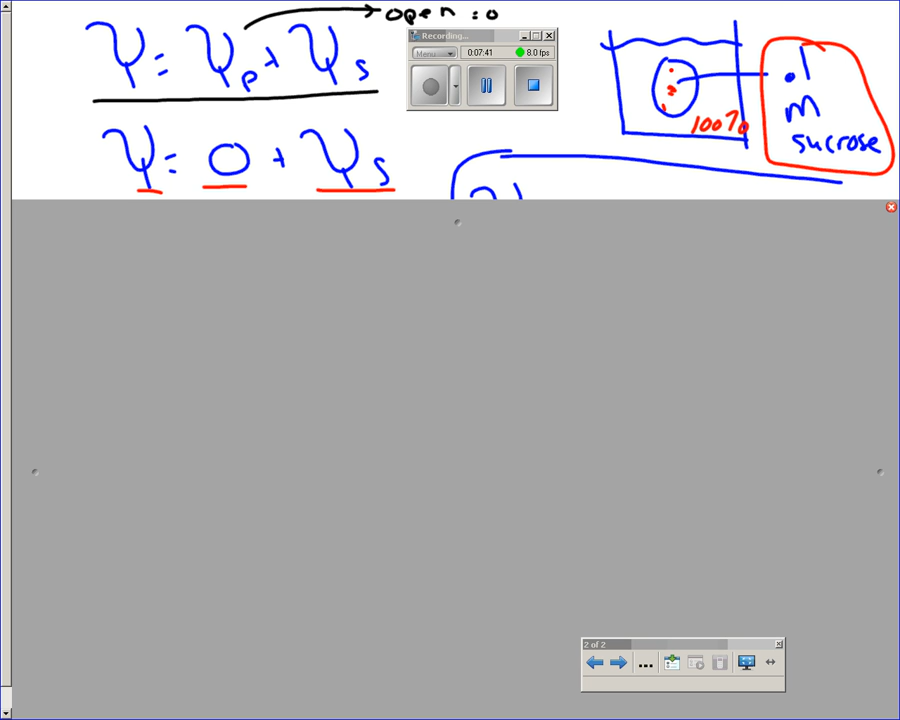 open = 0
Ψ = Ψp + Ψs
Recording...
Menu
0:07:41
8.0 fps
.1
m
sucrose
100%
Ψ = 0 + Ψs
2 of 2